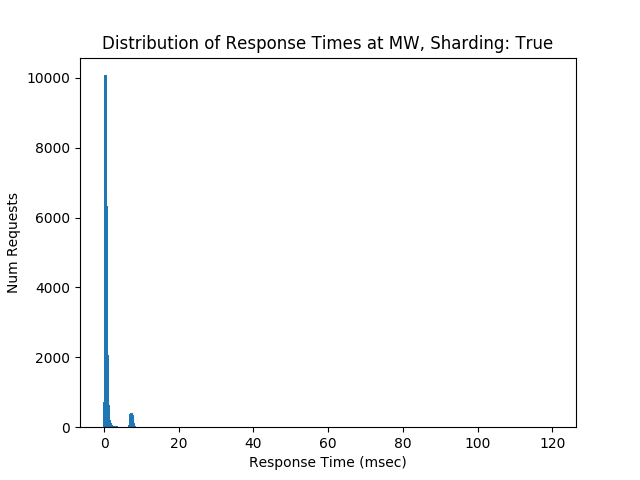 Distribution of Response Times at MW, Sharding: True
10000
8000
6000
4000
2000
0
Num Requests
0 20 40 60 80 100 120
Response Time (msec)